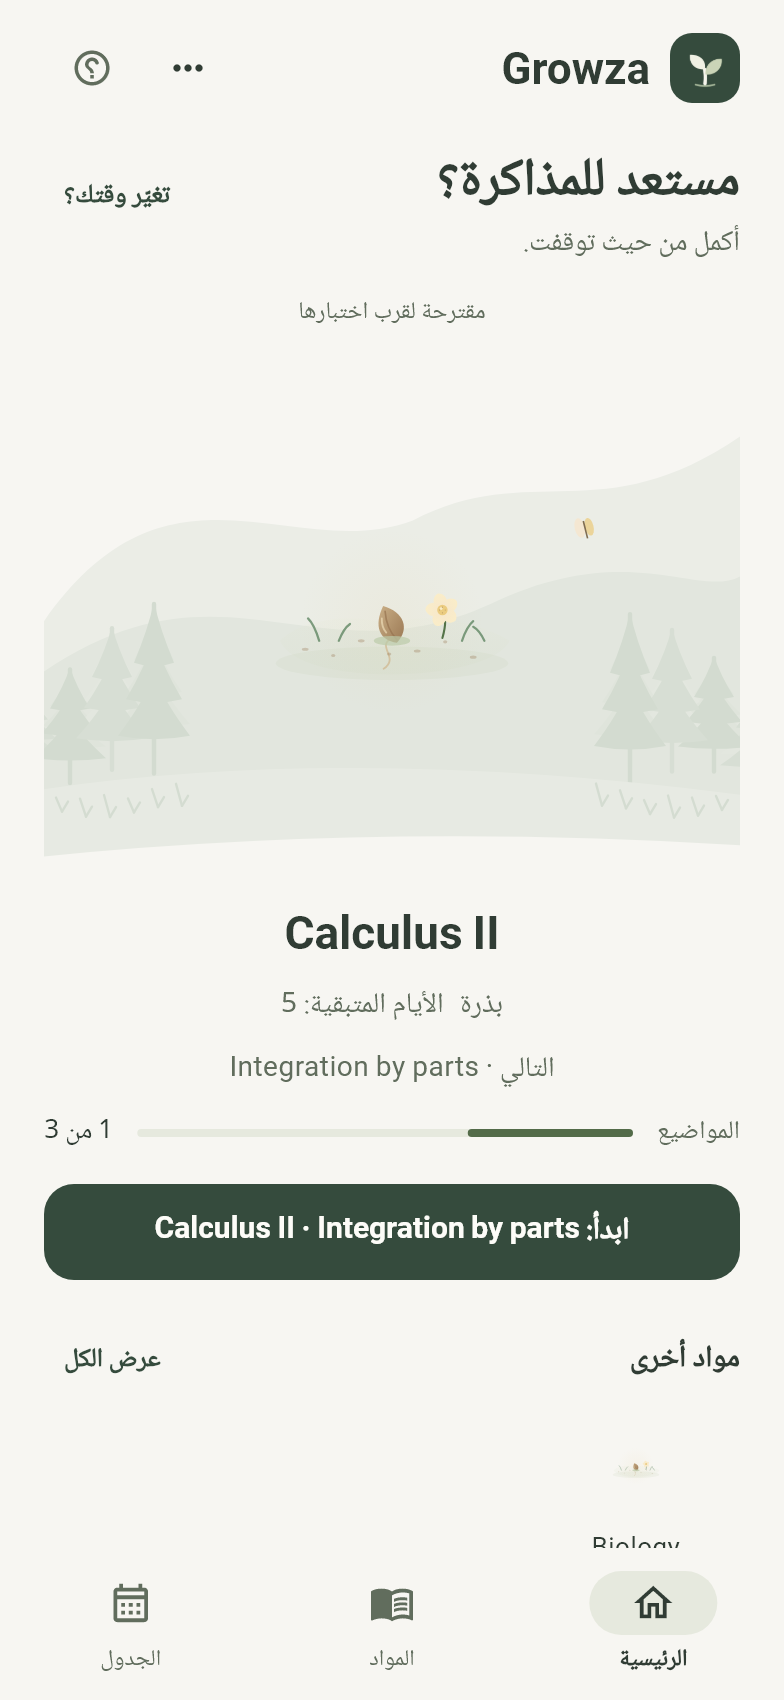 Growza
مستعد للمذاكرة؟
تغيّر وقتك؟
أكمل من حيث توقفت.
مقترحة لقرب اختبارها
Calculus II
بذرة الأيام المتبقية: 5
التالي · Integration by parts
المواضيع
1 من 3
ابدأ: Calculus II · Integration by parts
مواد أخرى
عرض الكل
Biology
الرئيسية
المواد
الجدول